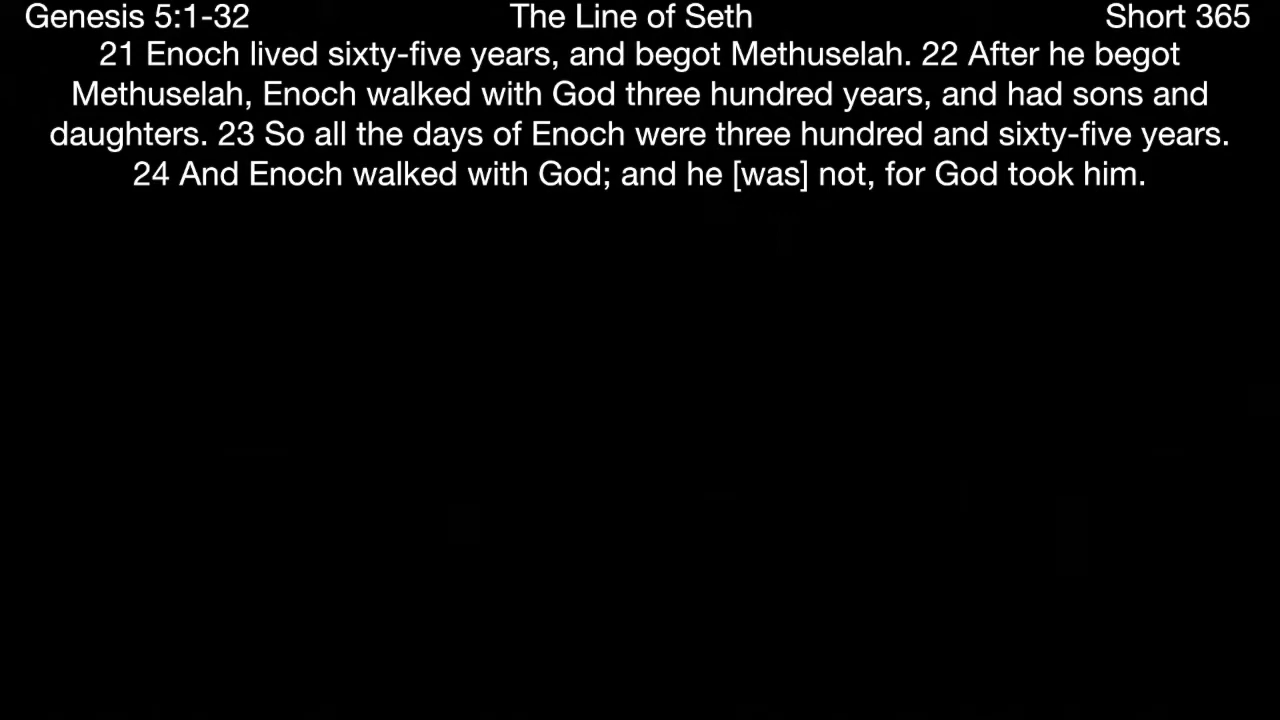 Genesis 5:1-32 The Line of Seth Short 365
21 Enoch lived sixty-five years, and begot Methuselah. 22 After he begot
Methuselah, Enoch walked with God three hundred years, and had sons and
daughters. 23 So all the days of Enoch were three hundred and sixty-five years.
24 And Enoch walked with God; and he [was] not, for God took him.